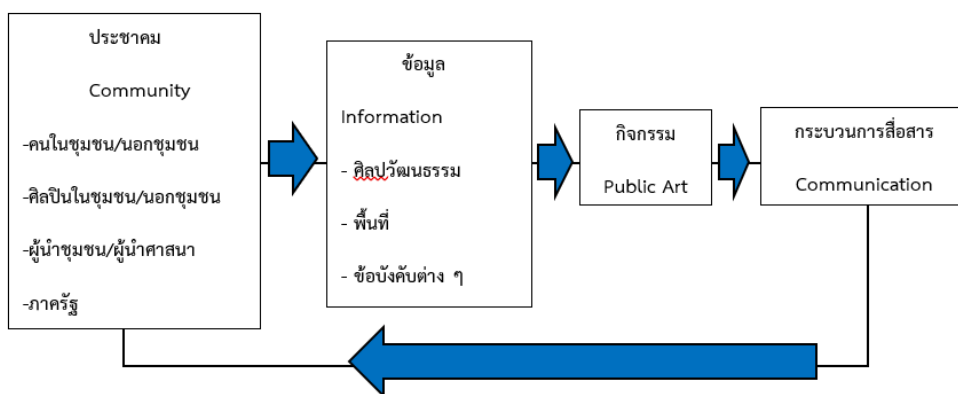 ประชาคม
Community
-คนในชุมชน/นอกชุมชน
-ศิลปินในชุมชน/นอกชุมชน
-ผู้นำชุมชน/ผู้นำศาสนา
-ภาครัฐ
ข้อมูล
Information
- ศิลปวัฒนธรรม
- พื้นที่
- ข้อบังคับต่าง ๆ
กิจกรรม
Public Art
กระบวนการสื่อสาร
Communication